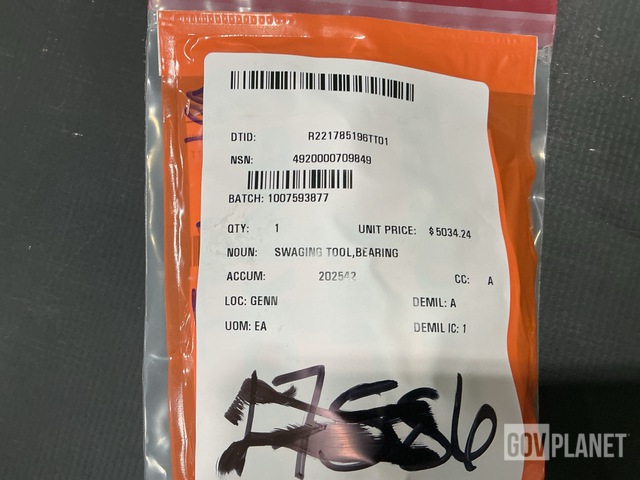 DTID: R221785196TT01
NSN: 4920000709849
BATCH: 1007593877
QTY: 1 UNIT PRICE: $ 5034.24
NOUN: SWAGING TOOL,BEARING
ACCUM: 202542 CC: A
LOC: GENN DEMIL: A
UOM: EA DEMIL IC: 1
GOVPLANET